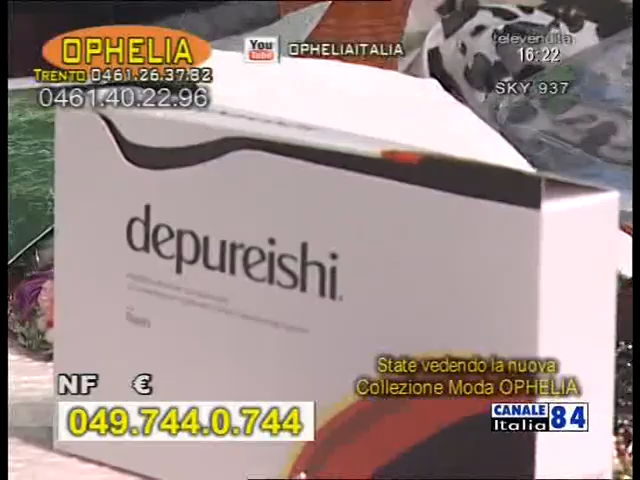 OPHELIA
You Tube
OPHELIAITALIA
televendita
16:22
TRENTO 0461.26.37.82
0461.40.22.96
SKY 937
depureishi.
State vedendo la nuova
Collezione Moda OPHELIA
NF €
049.744.0.744
CANALE
Italia 84